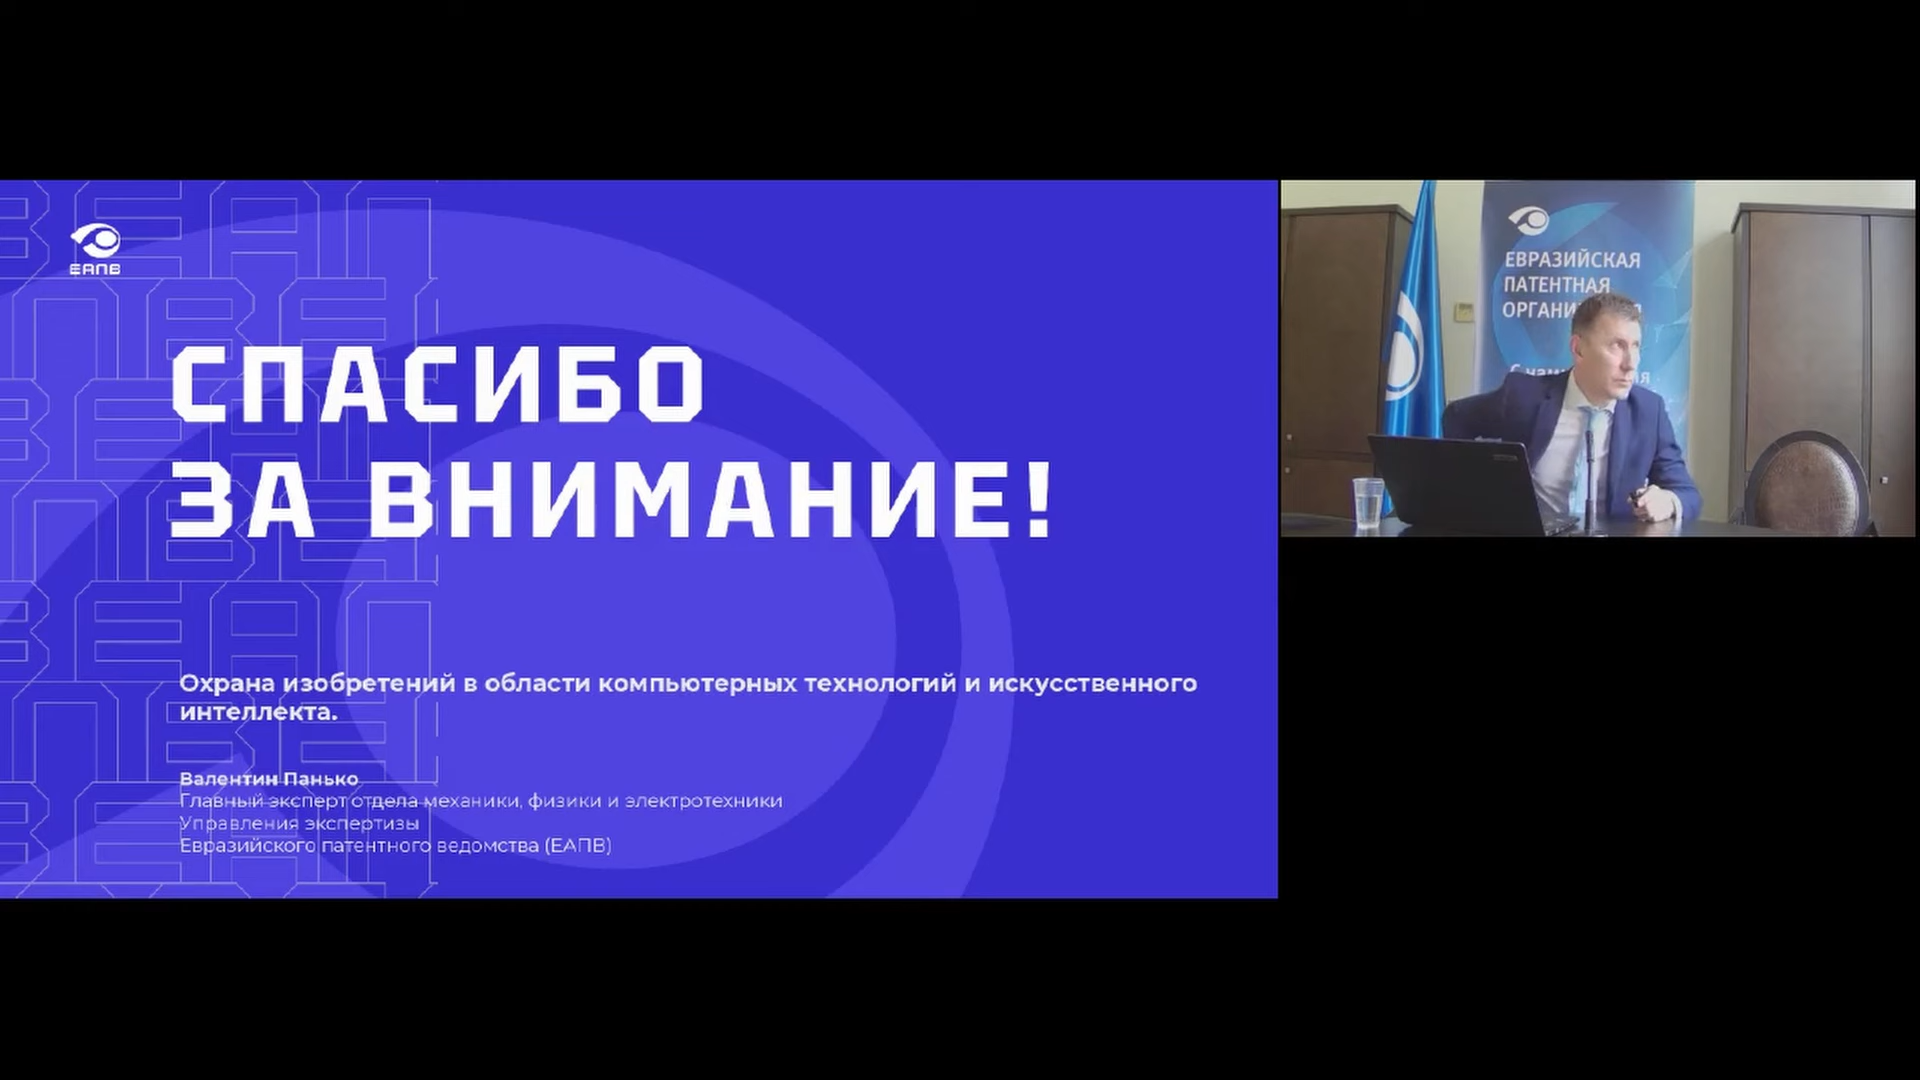 ЕАПВ
СПАСИБО
ЗА ВНИМАНИЕ!
Охрана изобретений в области компьютерных технологий и искусственного
интеллекта.
Валентин Панько
Главный эксперт отдела механики, физики и электротехники
Управления экспертизы
Евразийского патентного ведомства (ЕАПВ)
ЕВРАЗИЙСКАЯ
ПАТЕНТНАЯ